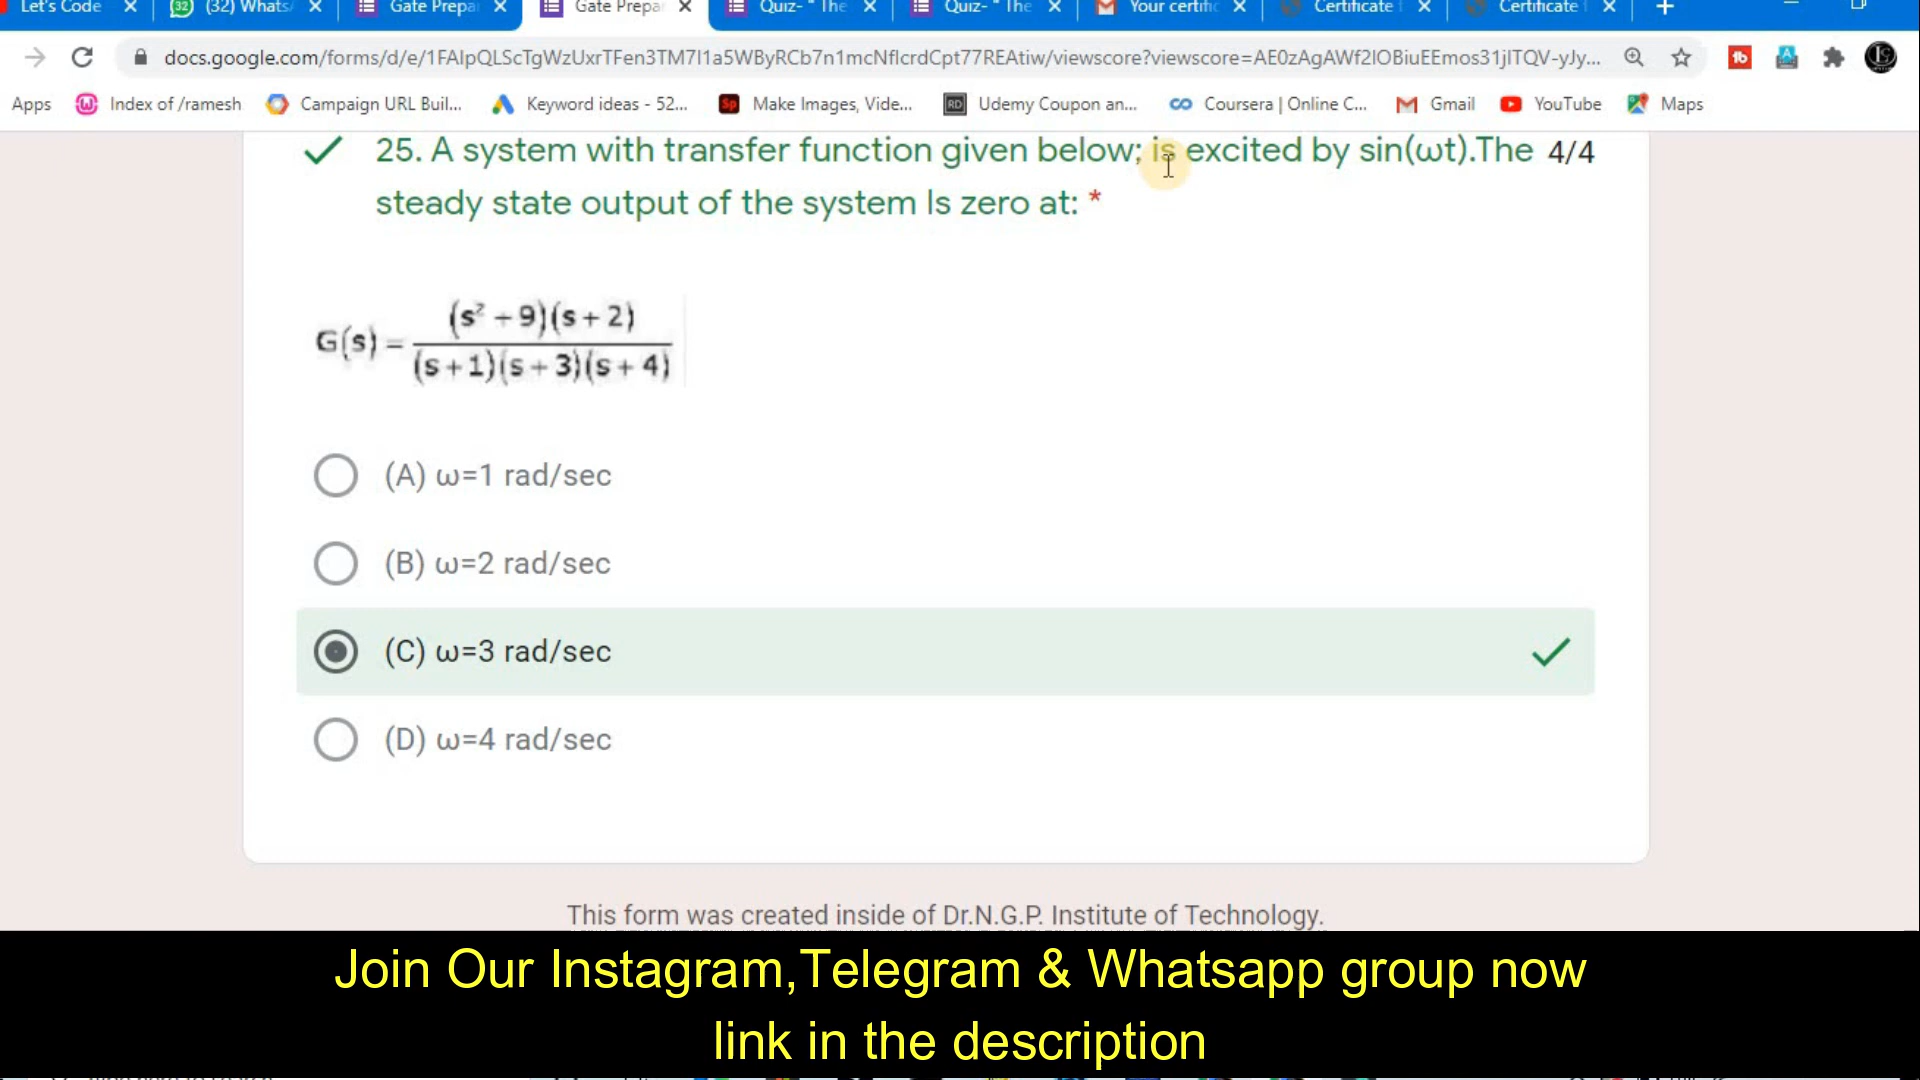 Let's Code
(32) Whats
Gate Prepa
Gate Prepa
Quiz- " The
Quiz- " The
Your certific
Certificate
Certificate
docs.google.com/forms/d/e/1FAIpQLScTgWzUxrTFen3TM7I1a5WByRCb7n1mcNflcrdCpt77REAtiw/viewscore?viewscore=AE0zAgAWf2lOBiuEEmos31jITQV-yJy...
Apps
Index of /ramesh
Campaign URL Buil...
Keyword ideas - 52...
Make Images, Vide...
Udemy Coupon an...
Coursera | Online C...
Gmail
YouTube
Maps
25. A system with transfer function given below; is excited by sin(ωt).The 4/4
steady state output of the system Is zero at: *
G(s) = (s² + 9)(s + 2)
(s + 1)(s + 3)(s + 4)
(A) ω=1 rad/sec
(B) ω=2 rad/sec
(C) ω=3 rad/sec
(D) ω=4 rad/sec
This form was created inside of Dr.N.G.P. Institute of Technology.
Join Our Instagram,Telegram & Whatsapp group now
link in the description